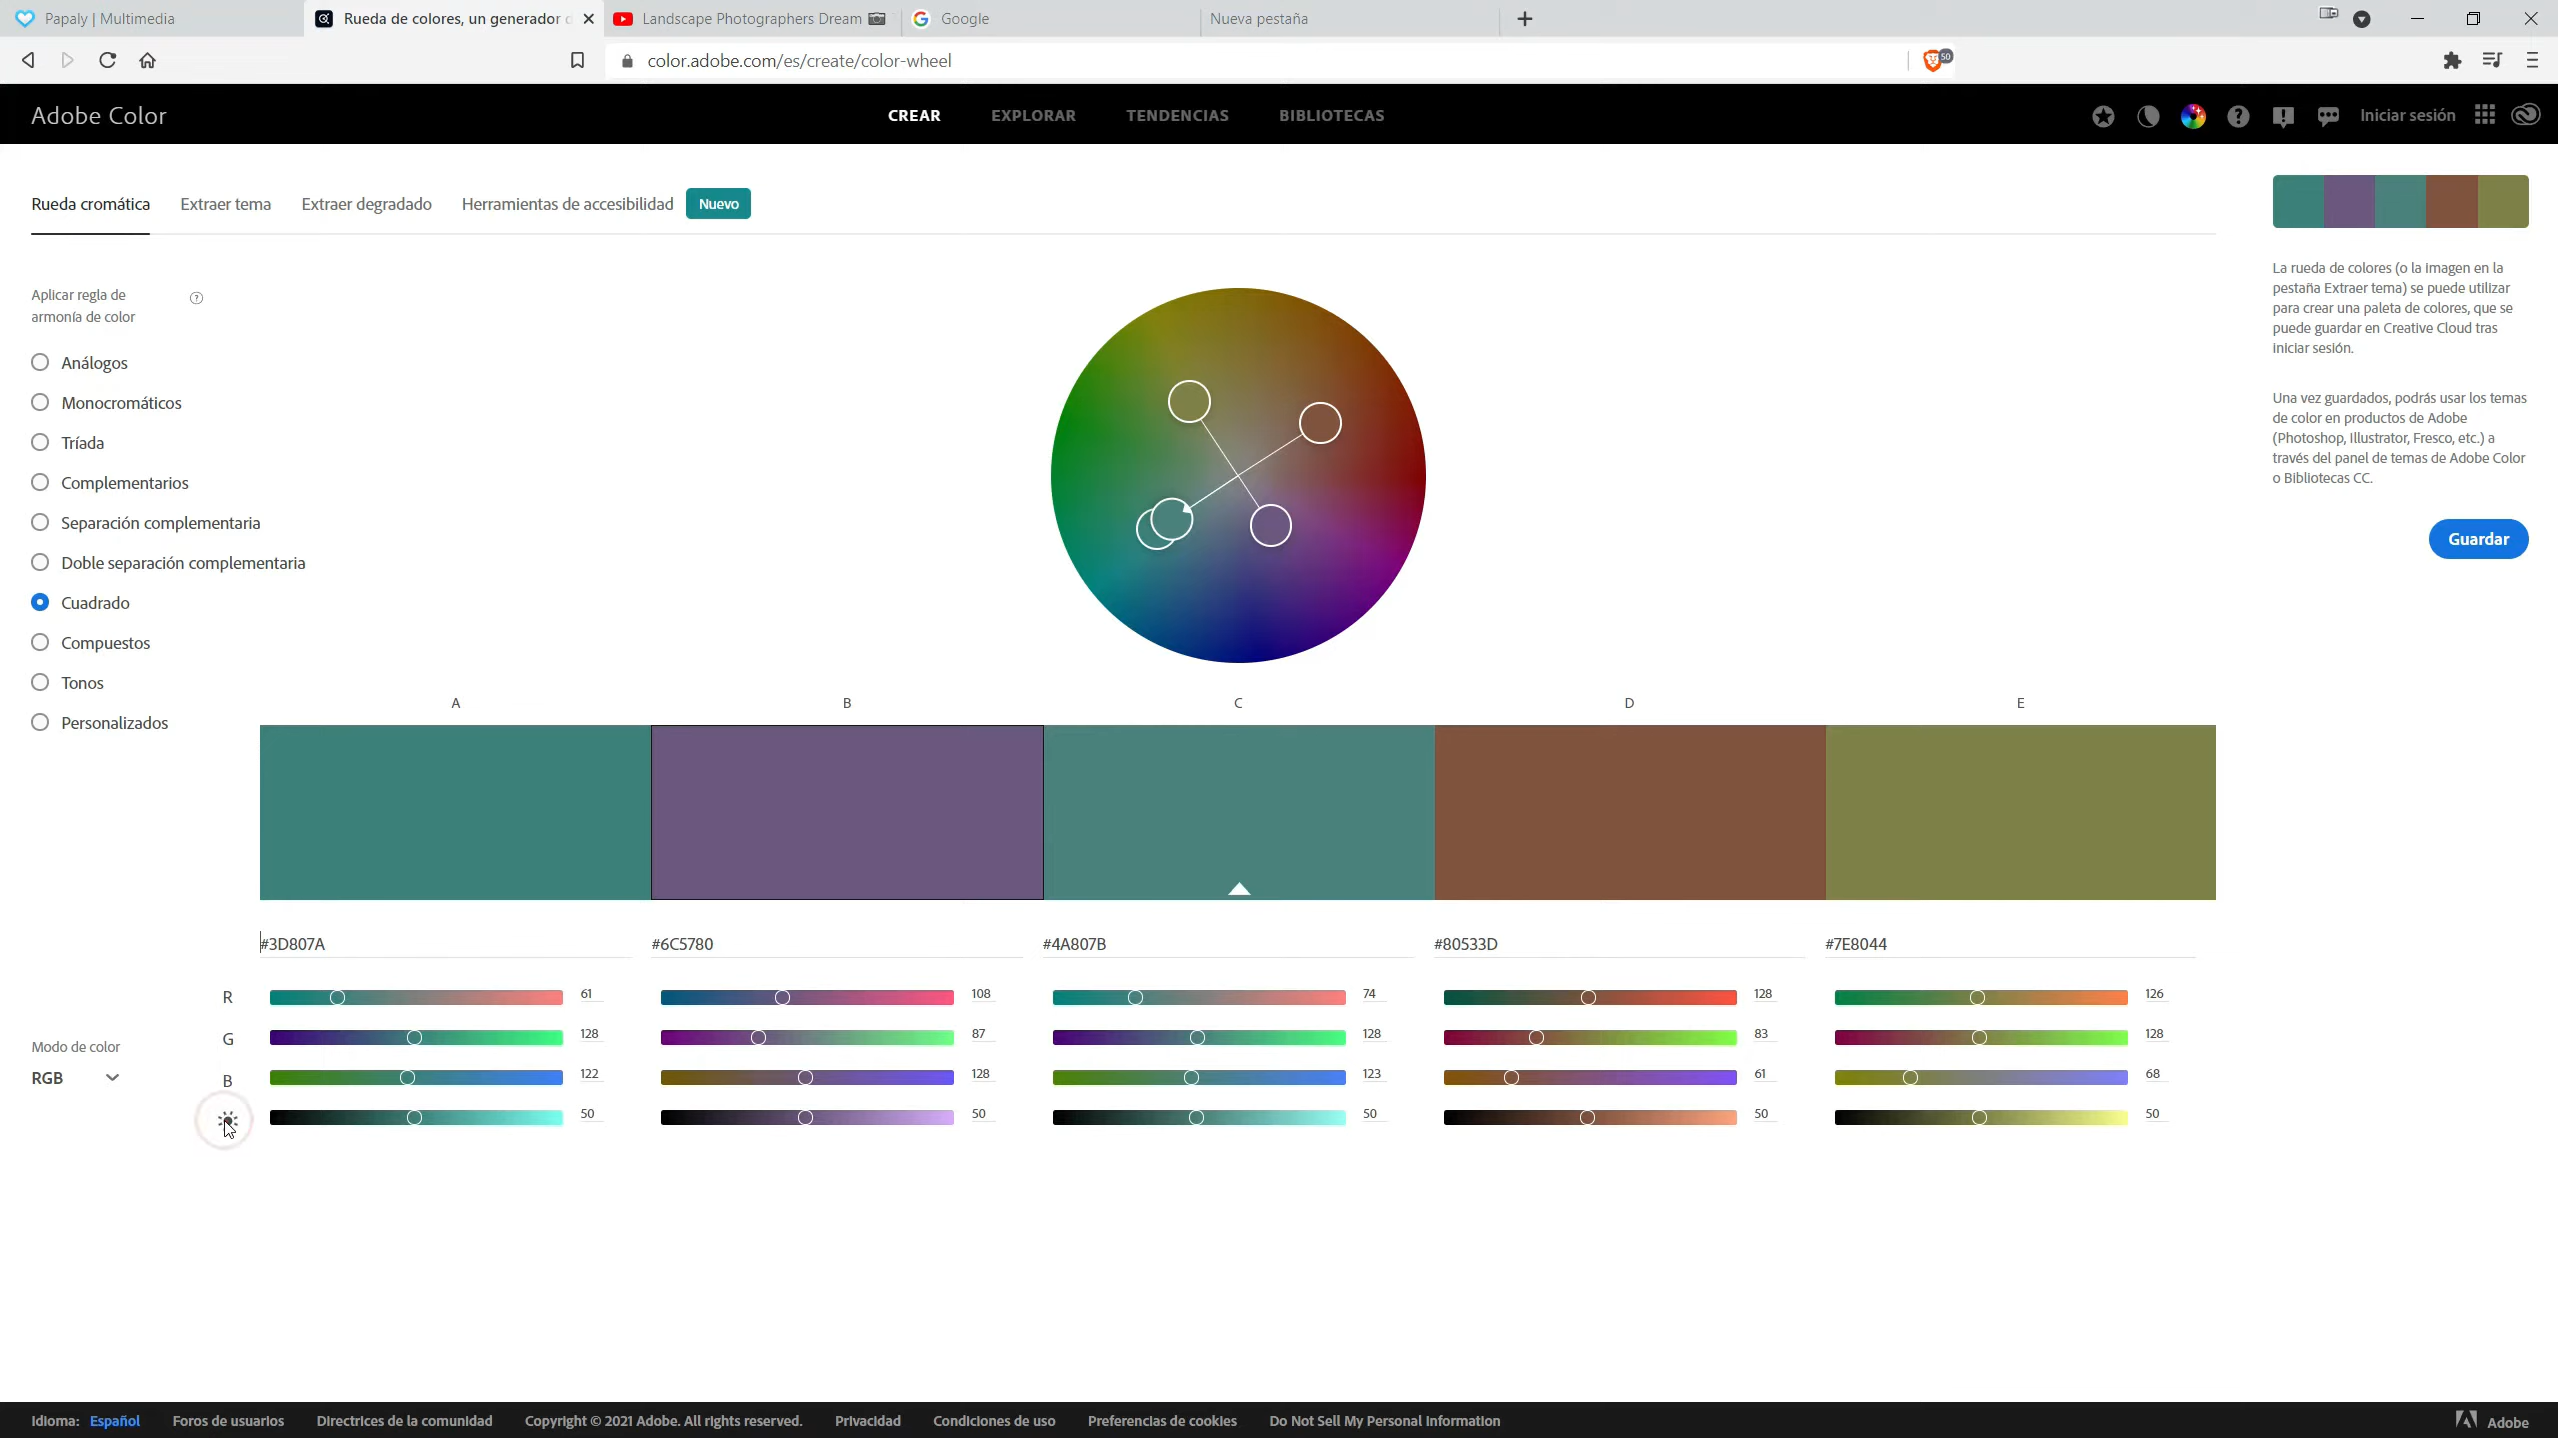 Papaly | Multimedia
Rueda de colores, un generador
Landscape Photographers Dream
Google
Nueva pestaña
color.adobe.com/es/create/color-wheel
50
Adobe Color
CREAR
EXPLORAR
TENDENCIAS
BIBLIOTECAS
Iniciar sesión
Rueda cromática
Extraer tema
Extraer degradado
Herramientas de accesibilidad
Nuevo
Aplicar regla de
armonía de color
Análogos
Monocromáticos
Tríada
Complementarios
Separación complementaria
Doble separación complementaria
Cuadrado
Compuestos
Tonos
Personalizados
La rueda de colores (o la imagen en la
pestaña Extraer tema) se puede utilizar
para crear una paleta de colores, que se
puede guardar en Creative Cloud tras
iniciar sesión.
Una vez guardados, podrás usar los temas
de color en productos de Adobe
(Photoshop, Illustrator, Fresco, etc.) a
través del panel de temas de Adobe Color
o Bibliotecas CC.
Guardar
A B C D E
#3D807A #6C5780 #4A807B #80533D #7E8044
R 61 108 74 128 126
G 128 87 128 83 128
B 122 128 123 61 68
50 50 50 50 50
Modo de color
RGB
Idioma: Español Foros de usuarios Directrices de la comunidad Copyright © 2021 Adobe. All rights reserved. Privacidad Condiciones de uso Preferencias de cookies Do Not Sell My Personal Information Adobe